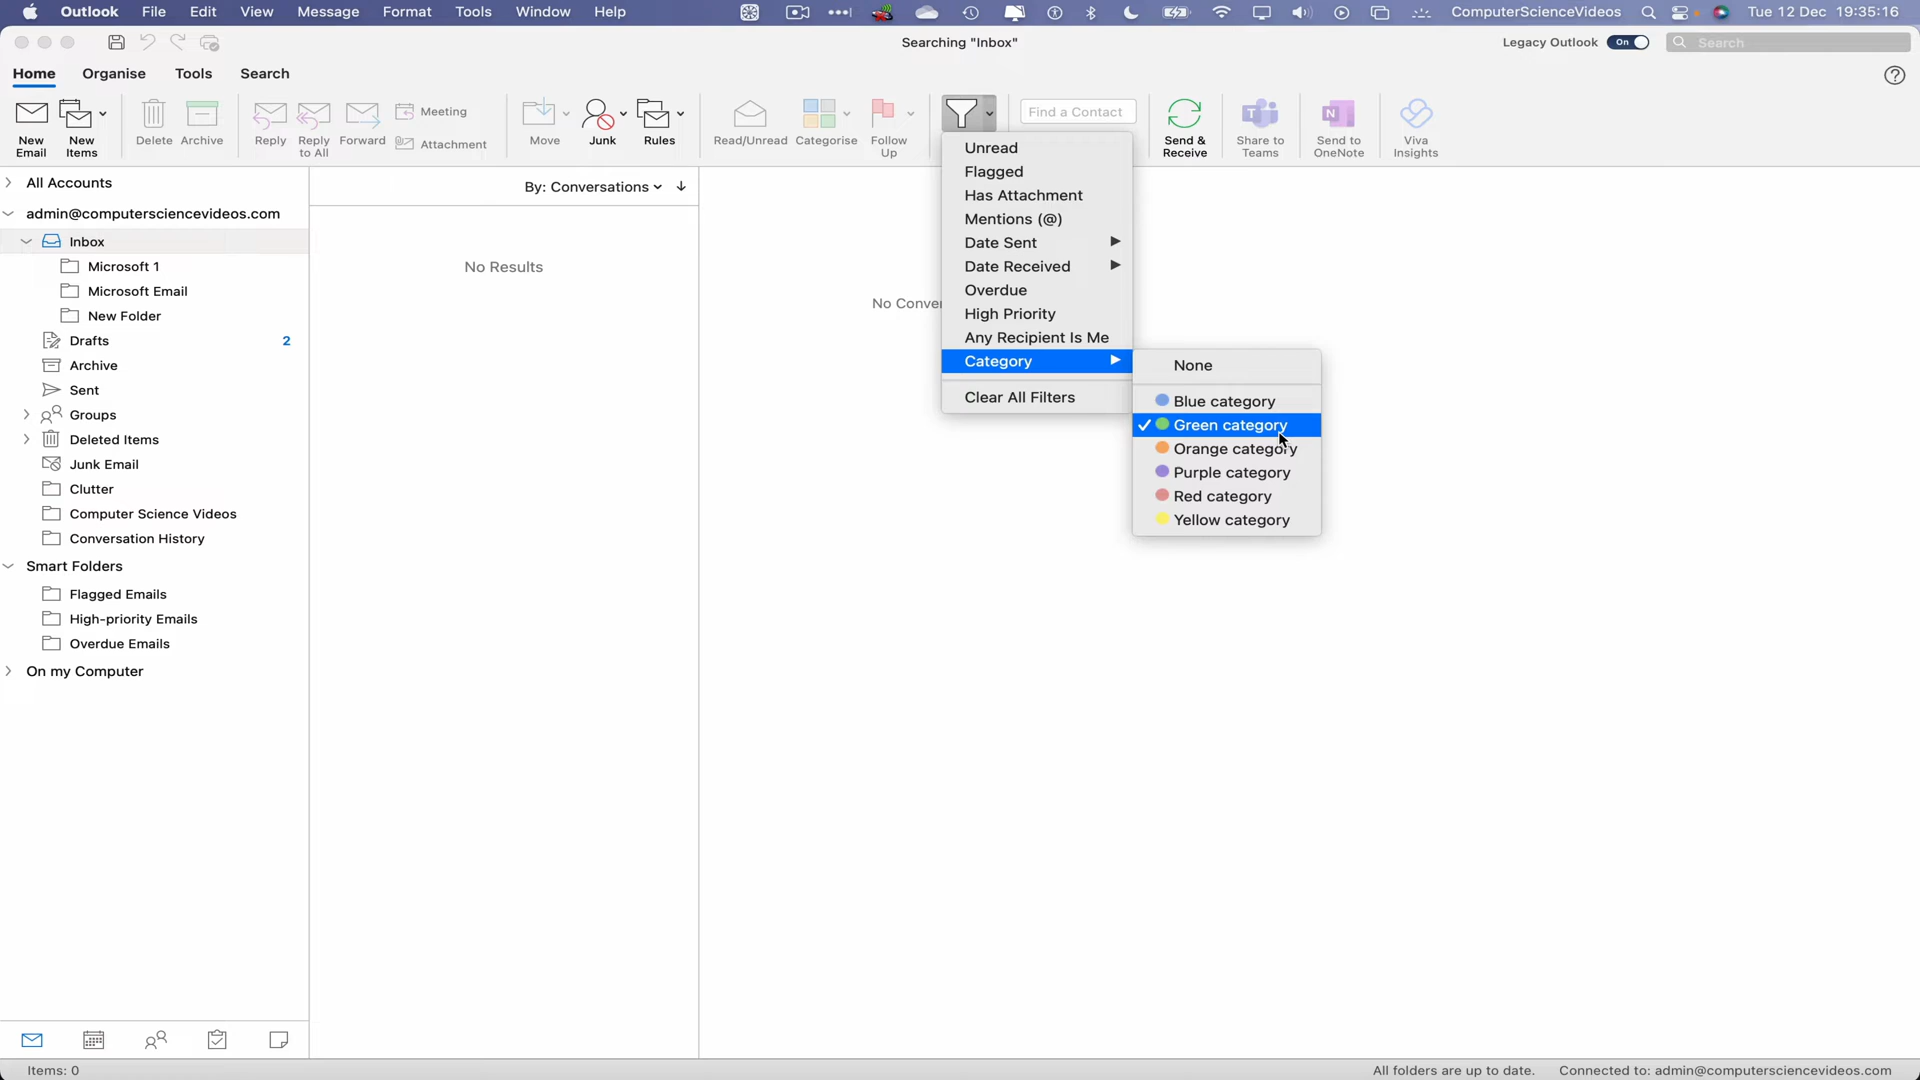 Outlook File Edit View Message Format Tools Window Help ComputerScienceVideos Tue 12 Dec 19:35:16
Searching "Inbox"
Legacy Outlook On Search
Home Organise Tools Search
New Email
New Items
Delete
Archive
Reply
Reply to All
Forward
Meeting
Attachment
Move
Junk
Rules
Read/Unread
Categorise
Follow Up
Find a Contact
Send & Receive
Share to Teams
Send to OneNote
Viva Insights
All Accounts
admin@computersciencevideos.com
Inbox
Microsoft 1
Microsoft Email
New Folder
Drafts 2
Archive
Sent
Groups
Deleted Items
Junk Email
Clutter
Computer Science Videos
Conversation History
Smart Folders
Flagged Emails
High-priority Emails
Overdue Emails
On my Computer
By: Conversations
No Results
No Conver
Unread
Flagged
Has Attachment
Mentions (@)
Date Sent
Date Received
Overdue
High Priority
Any Recipient Is Me
Category
Clear All Filters
None
Blue category
Green category
Orange category
Purple category
Red category
Yellow category
Items: 0
All folders are up to date. Connected to: admin@computersciencevideos.com